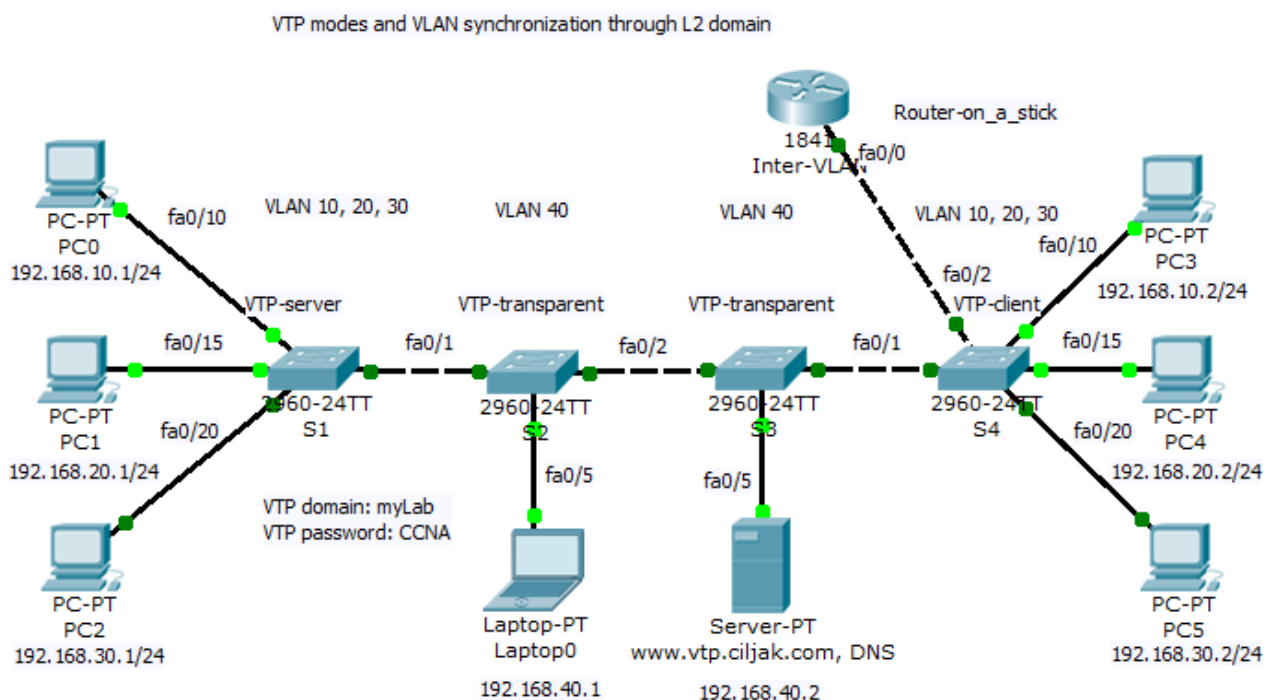 VTP modes and VLAN synchronization through L2 domain
Router-on_a_stick
1841
fa0/0
Inter-VLAN
PC-PT
PC0
192.168.10.1/24
fa0/10
VLAN 10, 20, 30
VLAN 40
VLAN 40
VLAN 10, 20, 30
fa0/10
PC-PT
PC3
192.168.10.2/24
fa0/2
VTP-server
VTP-transparent
VTP-transparent
VTP-client
fa0/15
fa0/1
fa0/2
fa0/1
fa0/15
2960-24TT
S1
2960-24TT
S2
2960-24TT
S3
2960-24TT
S4
PC-PT
PC1
192.168.20.1/24
fa0/20
PC-PT
PC4
192.168.20.2/24
fa0/20
fa0/5
fa0/5
VTP domain: myLab
VTP password: CCNA
PC-PT
PC2
192.168.30.1/24
Laptop-PT
Laptop0
192.168.40.1
Server-PT
www.vtp.ciljak.com, DNS
192.168.40.2
PC-PT
PC5
192.168.30.2/24